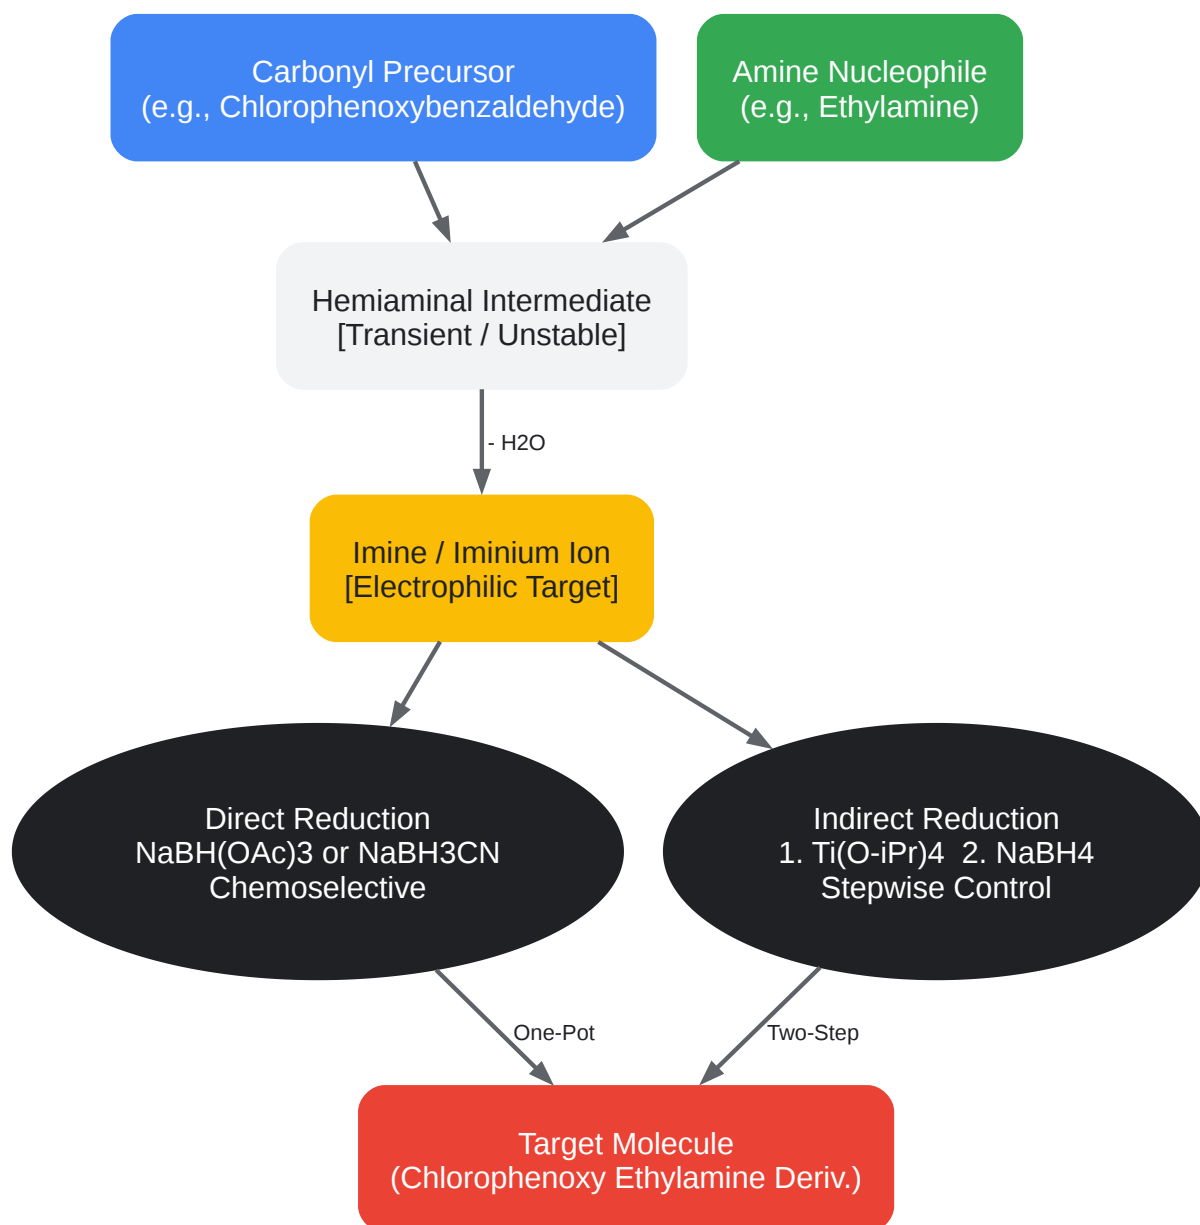 Carbonyl Precursor
(e.g., Chlorophenoxybenzaldehyde)
Amine Nucleophile
(e.g., Ethylamine)
Hemiaminal Intermediate
[Transient / Unstable]
- H2O
Imine / Iminium Ion
[Electrophilic Target]
Direct Reduction
NaBH(OAc)3 or NaBH3CN
Chemoselective
Indirect Reduction
1. Ti(O-iPr)4  2. NaBH4
Stepwise Control
One-Pot
Two-Step
Target Molecule
(Chlorophenoxy Ethylamine Deriv.)